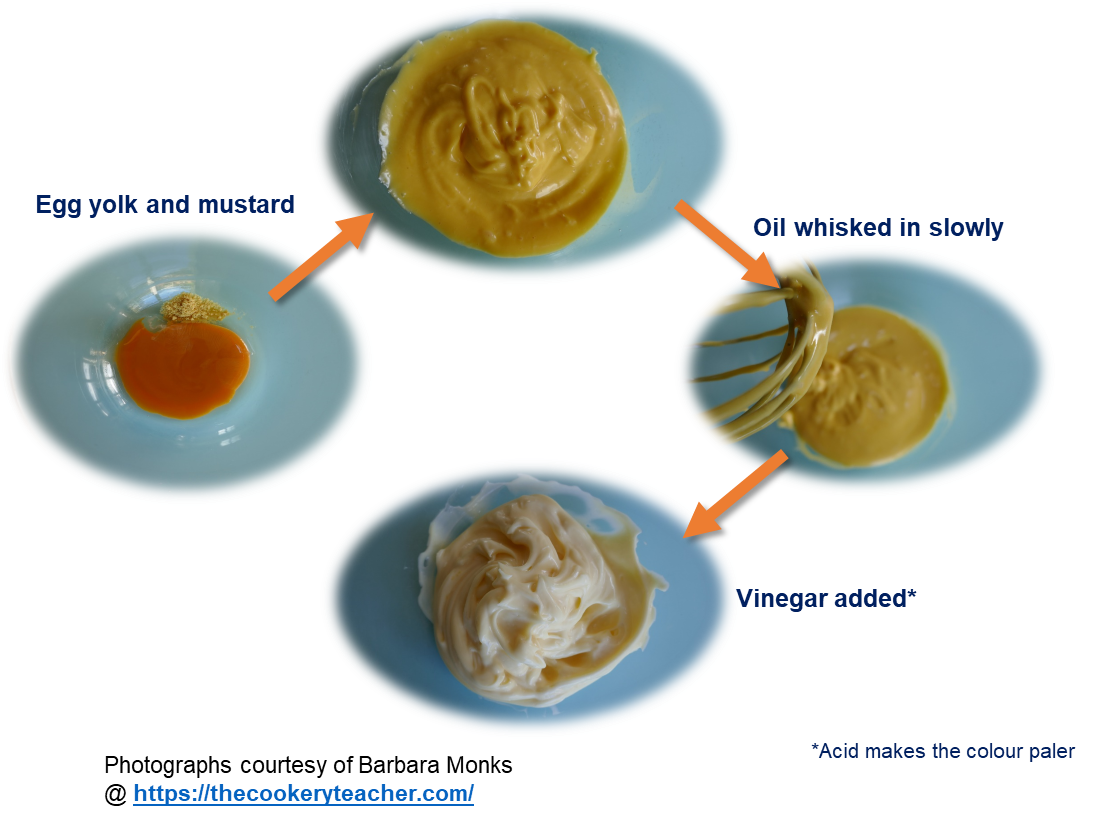 Egg yolk and mustard
Oil whisked in slowly
Vinegar added*
*Acid makes the colour paler
Photographs courtesy of Barbara Monks
@ https://thecookeryteacher.com/